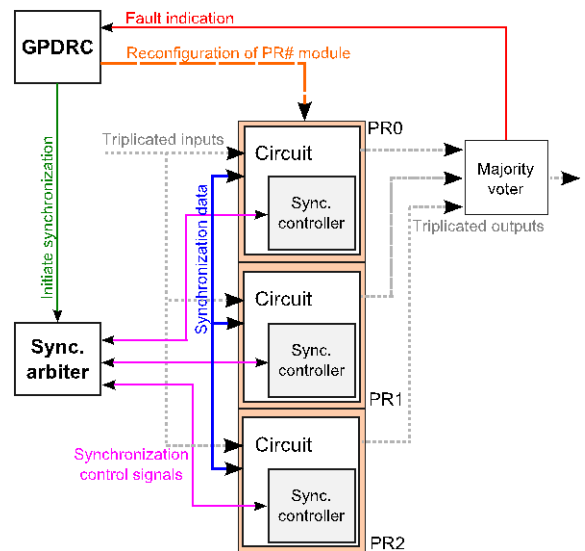 Fault indication
GPDRC
Reconfiguration of PR# module
PR0
Triplicated inputs
Circuit
Majority
voter
Sync.
controller
Triplicated outputs
Initiate synchronization
Synchronization data
Circuit
Sync.
arbiter
Sync.
controller
PR1
Circuit
Synchronization
control signals
Sync.
controller
PR2